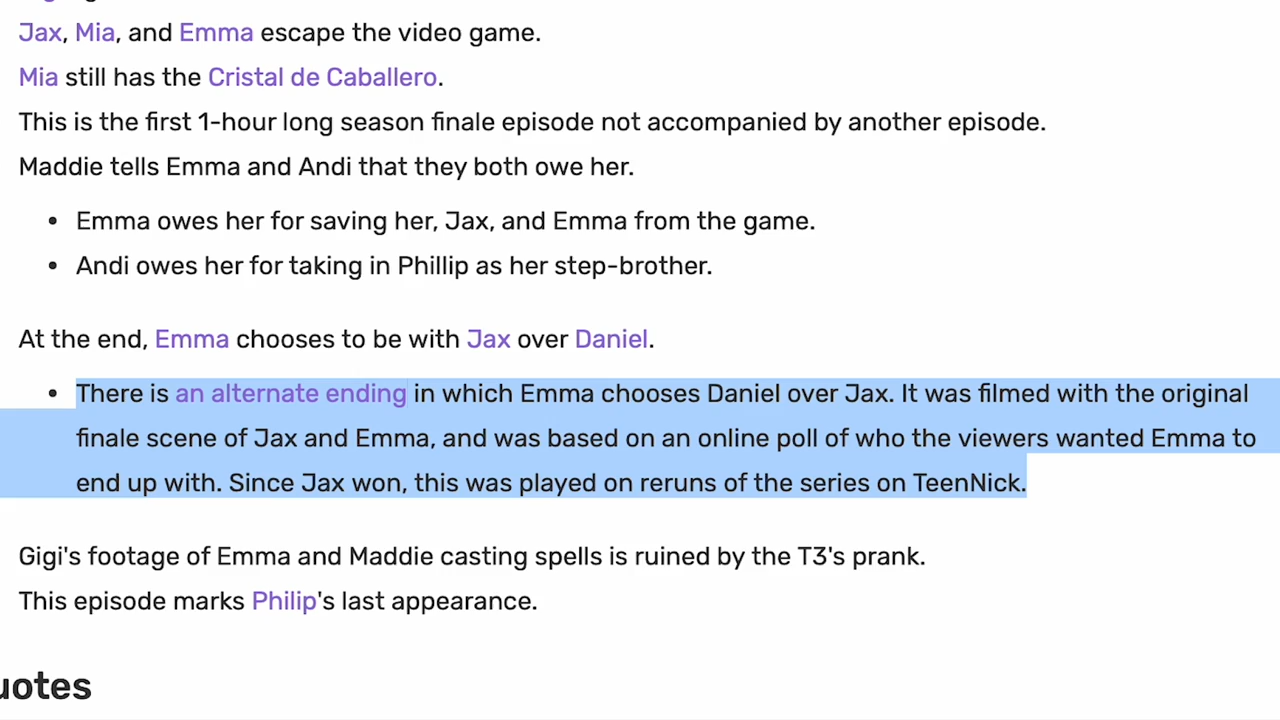 Jax, Mia, and Emma escape the video game.
Mia still has the Cristal de Caballero.
This is the first 1-hour long season finale episode not accompanied by another episode.
Maddie tells Emma and Andi that they both owe her.
• Emma owes her for saving her, Jax, and Emma from the game.
• Andi owes her for taking in Phillip as her step-brother.
At the end, Emma chooses to be with Jax over Daniel.
• There is an alternate ending in which Emma chooses Daniel over Jax. It was filmed with the original
finale scene of Jax and Emma, and was based on an online poll of who the viewers wanted Emma to
end up with. Since Jax won, this was played on reruns of the series on TeenNick.
Gigi's footage of Emma and Maddie casting spells is ruined by the T3's prank.
This episode marks Philip's last appearance.
uotes